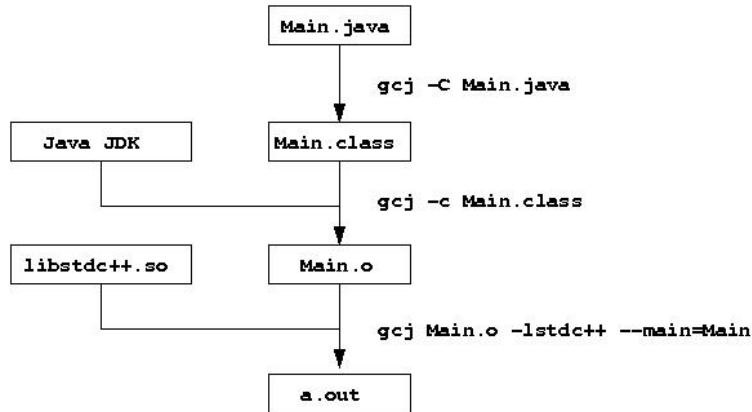 Main.java
gcj -C Main.java
Java JDK
Main.class
gcj -c Main.class
libstdc++.so
Main.o
gcj Main.o -lstdc++ --main=Main
a.out